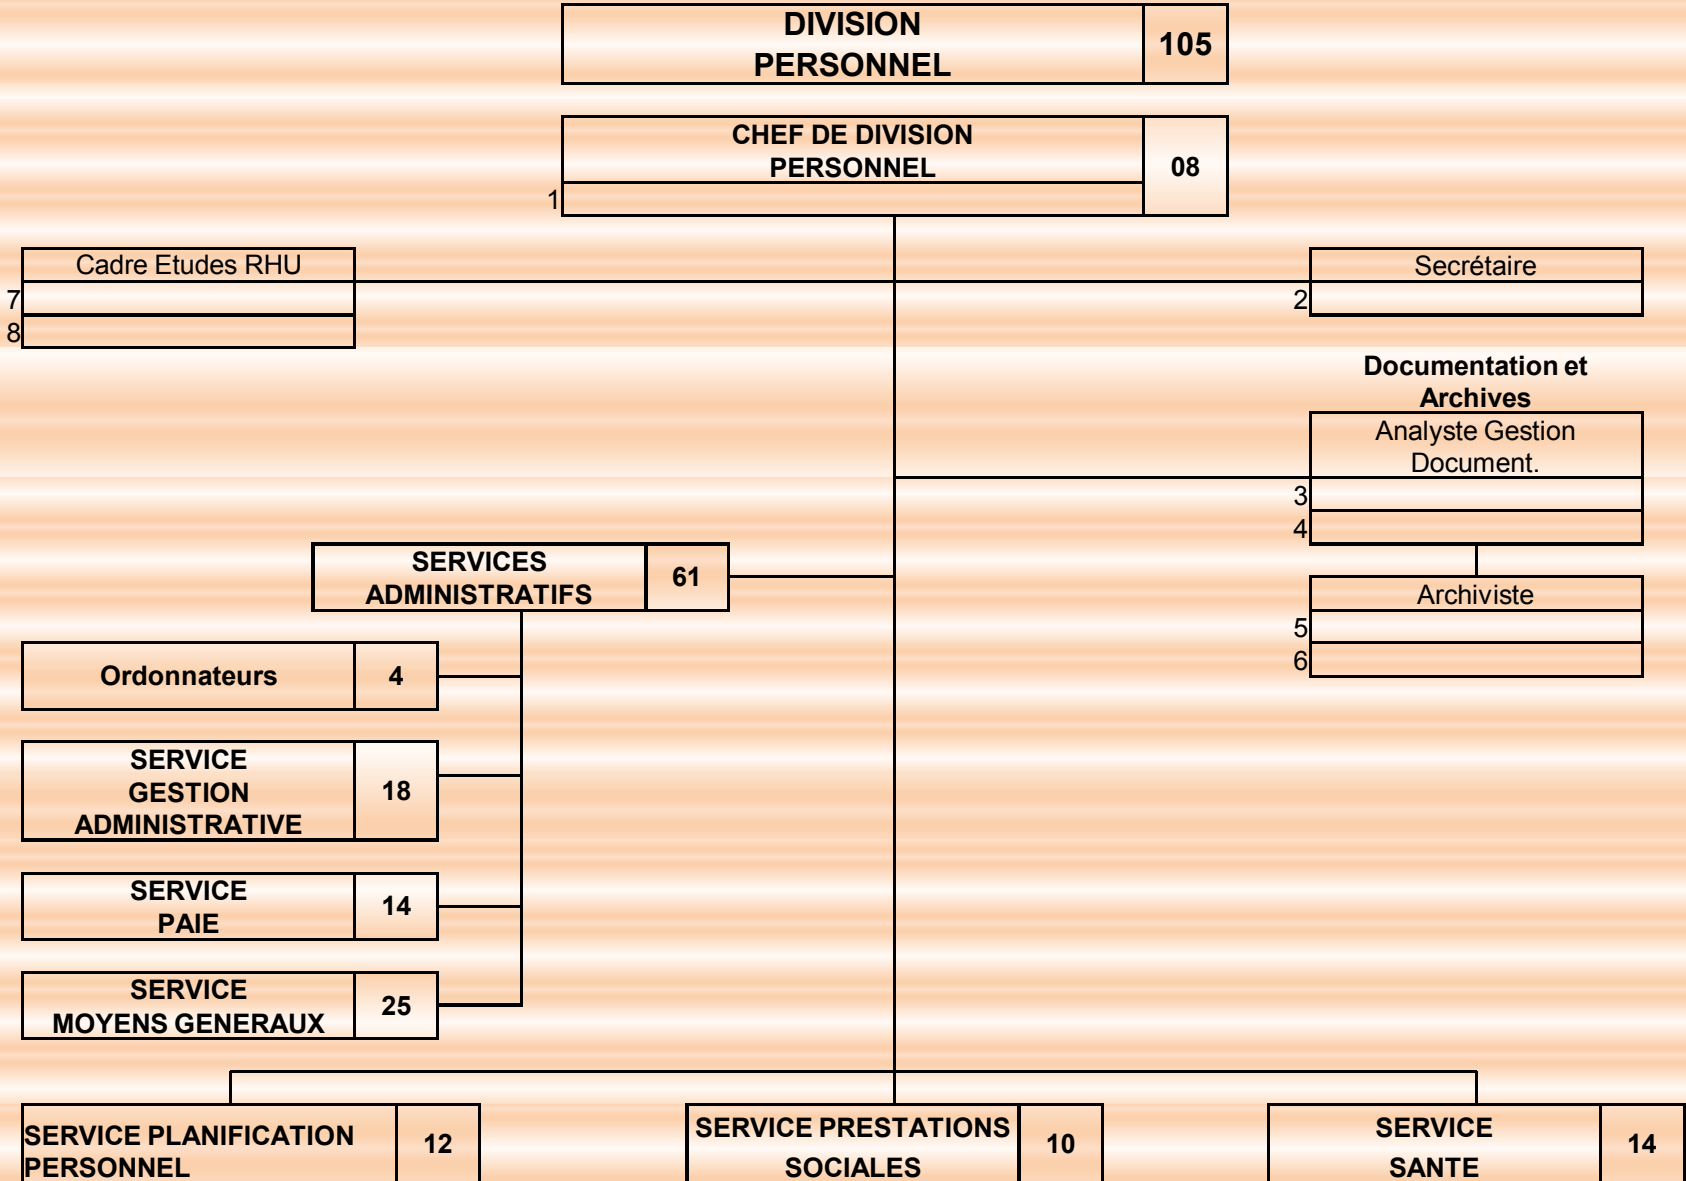 DIVISION
PERSONNEL
105
CHEF DE DIVISION
PERSONNEL
08
1
Cadre Etudes RHU
7
8
Secrétaire
2
Documentation et
Archives
Analyste Gestion
Document.
3
4
Archiviste
5
6
SERVICES
ADMINISTRATIFS
61
Ordonnateurs
4
SERVICE
GESTION
ADMINISTRATIVE
18
SERVICE
PAIE
14
SERVICE
MOYENS GENERAUX
25
SERVICE PLANIFICATION
PERSONNEL
12
SERVICE PRESTATIONS
SOCIALES
10
SERVICE
SANTE
14